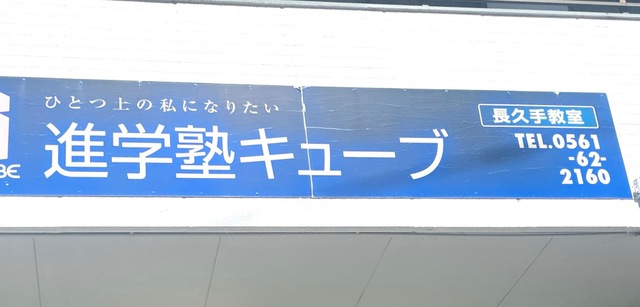 ひとつ上の私になりたい
進学塾キューブ
長久手教室
TEL.0561
-62-
2160